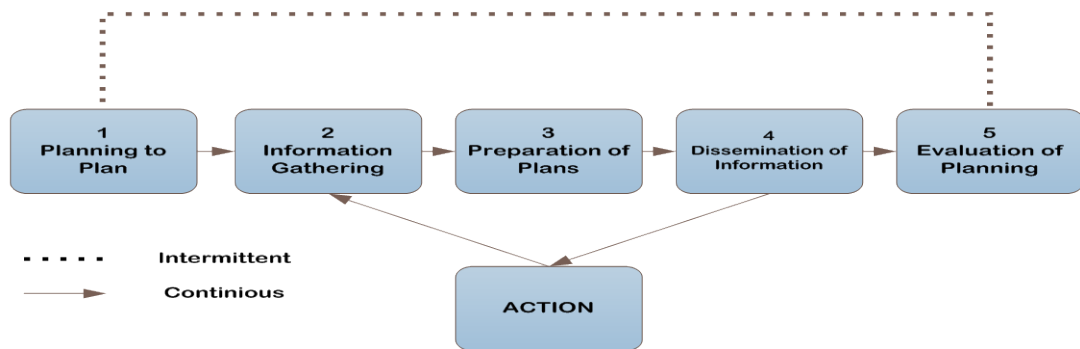 1
Planning to
Plan
2
Information
Gathering
3
Preparation of
Plans
4
Dissemination of
Information
5
Evaluation of
Planning
Intermittent
Continious
ACTION